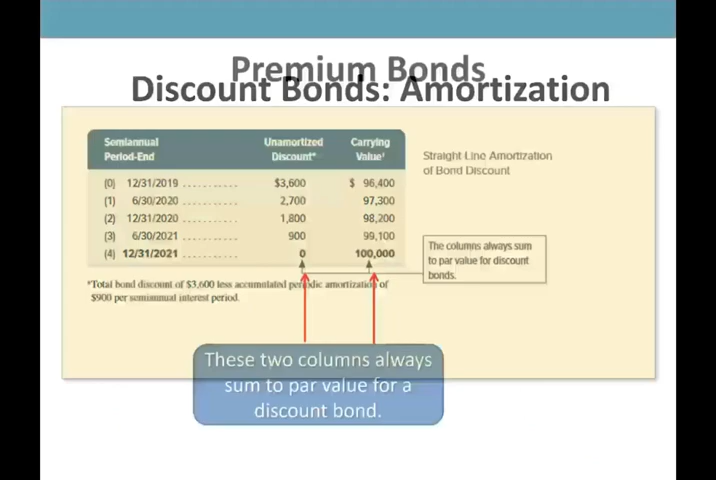 Premium Bonds
Discount Bonds: Amortization
Semiannual Unamortized Carrying
Period-End Discount* Value†
(0) 12/31/2019 ........... $3,600 $ 96,400
(1) 6/30/2020 ........... 2,700 97,300
(2) 12/31/2020 ........... 1,800 98,200
(3) 6/30/2021 ........... 900 99,100
(4) 12/31/2021 ........... 0 100,000
Straight Line Amortization
of Bond Discount
The columns always sum
to par value for discount
bonds.
*Total bond discount of $3,600 less accumulated periodic amortization of
$900 per semiannual interest period.
These two columns always
sum to par value for a
discount bond.